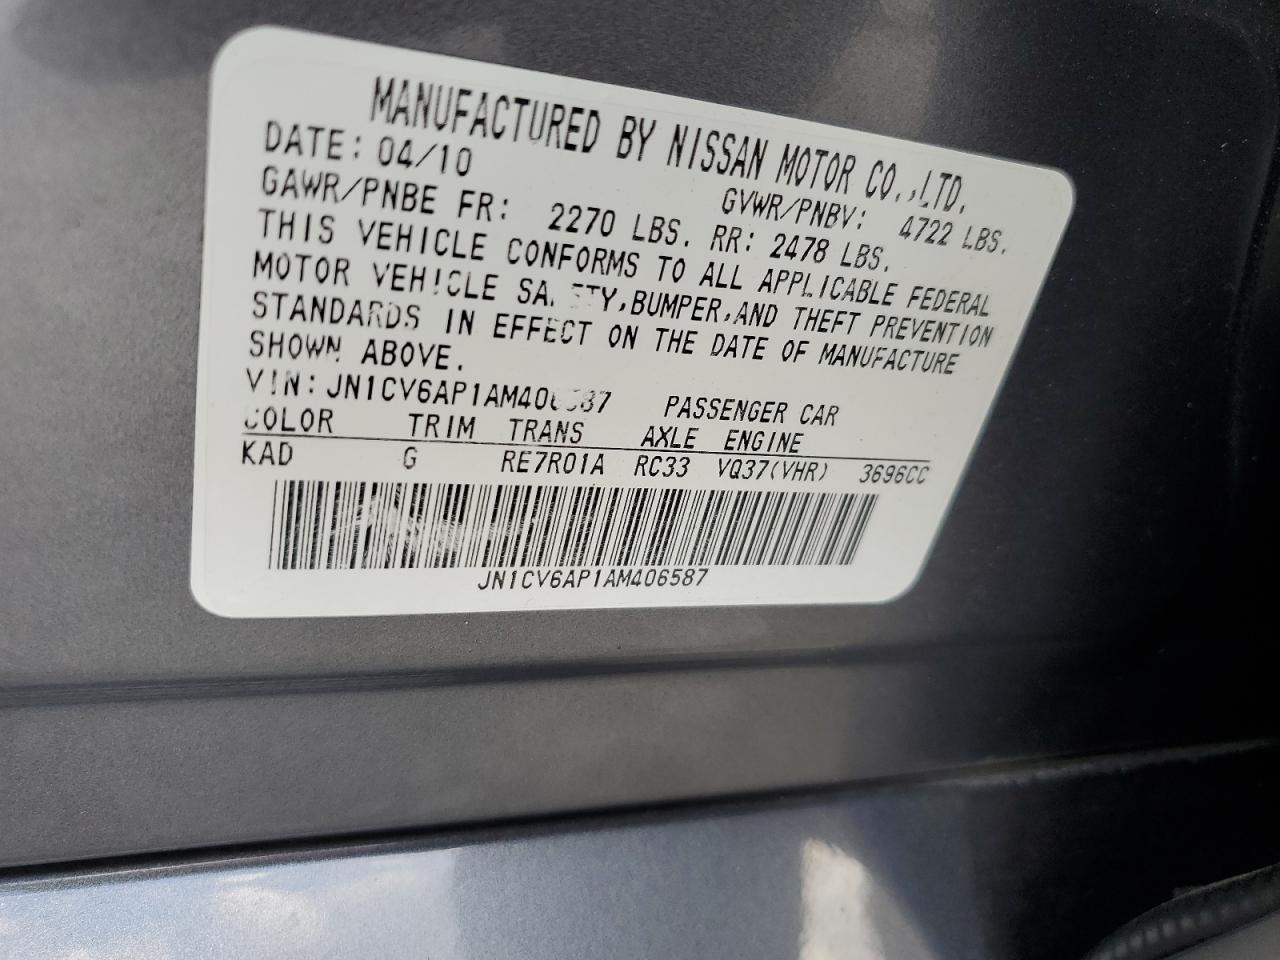 MANUFACTURED BY NISSAN MOTOR CO.,LTD.
DATE: 04/10 GVWR/PNBV: 4722 LBS.
GAWR/PNBE FR: 2270 LBS. RR: 2478 LBS.
THIS VEHICLE CONFORMS TO ALL APPLICABLE FEDERAL
MOTOR VEHICLE SAFETY,BUMPER,AND THEFT PREVENTION
STANDARDS IN EFFECT ON THE DATE OF MANUFACTURE
SHOWN ABOVE.
VIN: JN1CV6AP1AM406587 PASSENGER CAR
COLOR TRIM TRANS AXLE ENGINE
KAD G RE7R01A RC33 VQ37(VHR) 3696CC
JN1CV6AP1AM406587